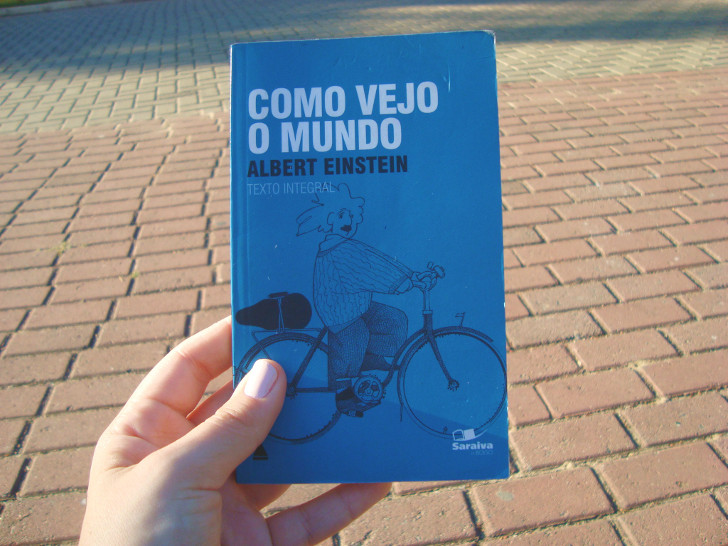 COMO VEJO
O MUNDO
ALBERT EINSTEIN
TEXTO INTEGRAL
Saraiva